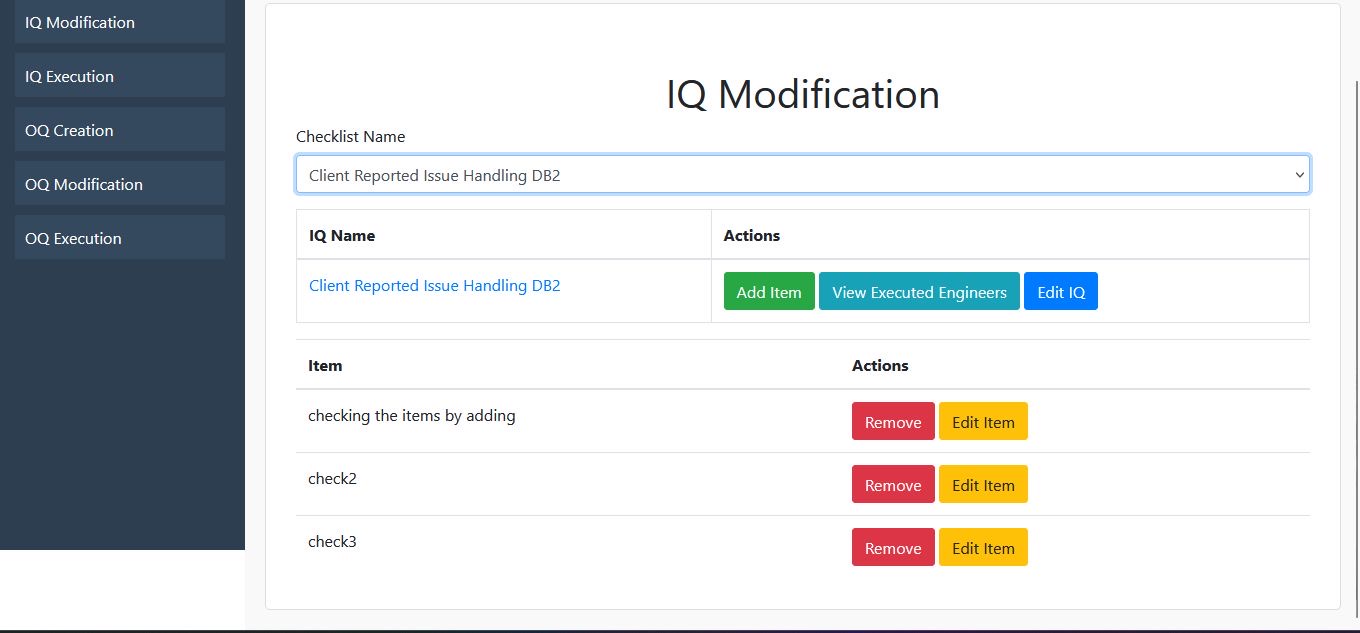 IQ Modification
IQ Execution
OQ Creation
OQ Modification
OQ Execution
IQ Modification
Checklist Name
Client Reported Issue Handling DB2
IQ Name Actions
Client Reported Issue Handling DB2 Add Item View Executed Engineers Edit IQ
Item Actions
checking the items by adding Remove Edit Item
check2 Remove Edit Item
check3 Remove Edit Item